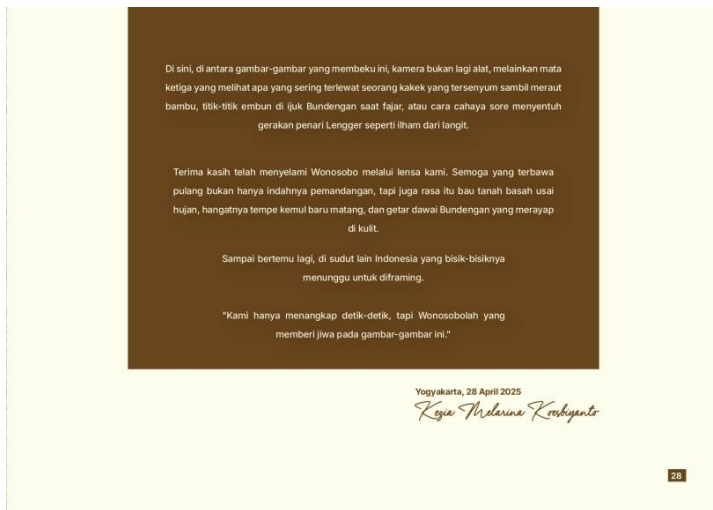 Di sini, di antara gambar-gambar yang membeku ini, kamera bukan lagi alat, melainkan mata
ketiga yang melihat apa yang sering terlewat seorang kakek yang tersenyum sambil meraut
bambu, titik-titik embun di ijuk Bundengan saat fajar, atau cara cahaya sore menyentuh
gerakan penari Lengger seperti ilham dari langit.
Terima kasih telah menyelami Wonosobo melalui lensa kami. Semoga yang terbawa
pulang bukan hanya indahnya pemandangan, tapi juga rasa itu bau tanah basah usai
hujan, hangatnya tempe kemul baru matang, dan getar dawai Bundengan yang merayap
di kulit.
Sampai bertemu lagi, di sudut lain Indonesia yang bisik-bisiknya
menunggu untuk diframing.
"Kami hanya menangkap detik-detik, tapi Wonosobolah yang
memberi jiwa pada gambar-gambar ini."
Yogyakarta, 28 April 2025
Kezia Melarina Koesbiyanto
28